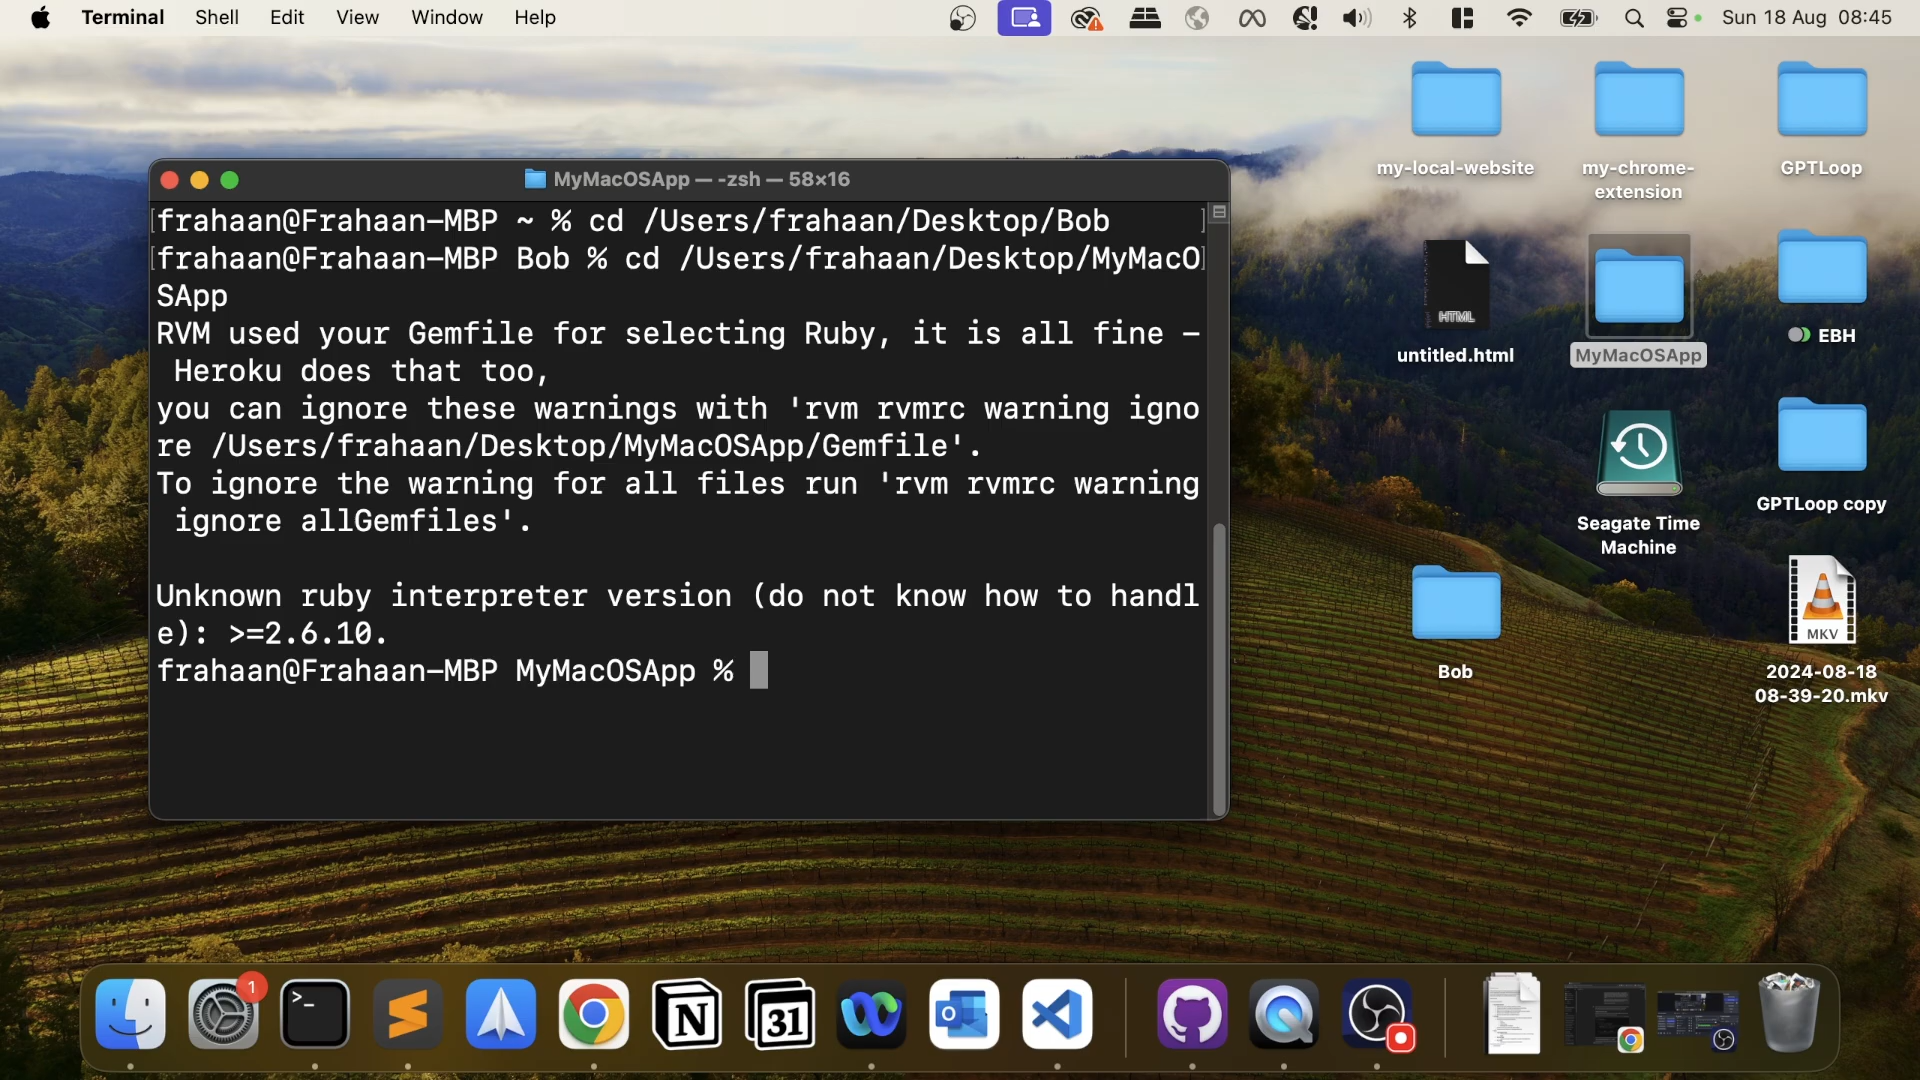 Terminal Shell Edit View Window Help Sun 18 Aug 08:45
MyMacOSApp — -zsh — 58×16
frahaan@Frahaan-MBP ~ % cd /Users/frahaan/Desktop/Bob
frahaan@Frahaan-MBP Bob % cd /Users/frahaan/Desktop/MyMacO
SApp
RVM used your Gemfile for selecting Ruby, it is all fine -
 Heroku does that too,
you can ignore these warnings with 'rvm rvmrc warning igno
re /Users/frahaan/Desktop/MyMacOSApp/Gemfile'.
To ignore the warning for all files run 'rvm rvmrc warning
 ignore allGemfiles'.
Unknown ruby interpreter version (do not know how to handl
e): >=2.6.10.
frahaan@Frahaan-MBP MyMacOSApp %
my-local-website
my-chrome-
extension
GPTLoop
HTML
untitled.html
MyMacOSApp
EBH
Seagate Time
Machine
GPTLoop copy
Bob
MKV
2024-08-18
08-39-20.mkv
1
>_
N
31
O